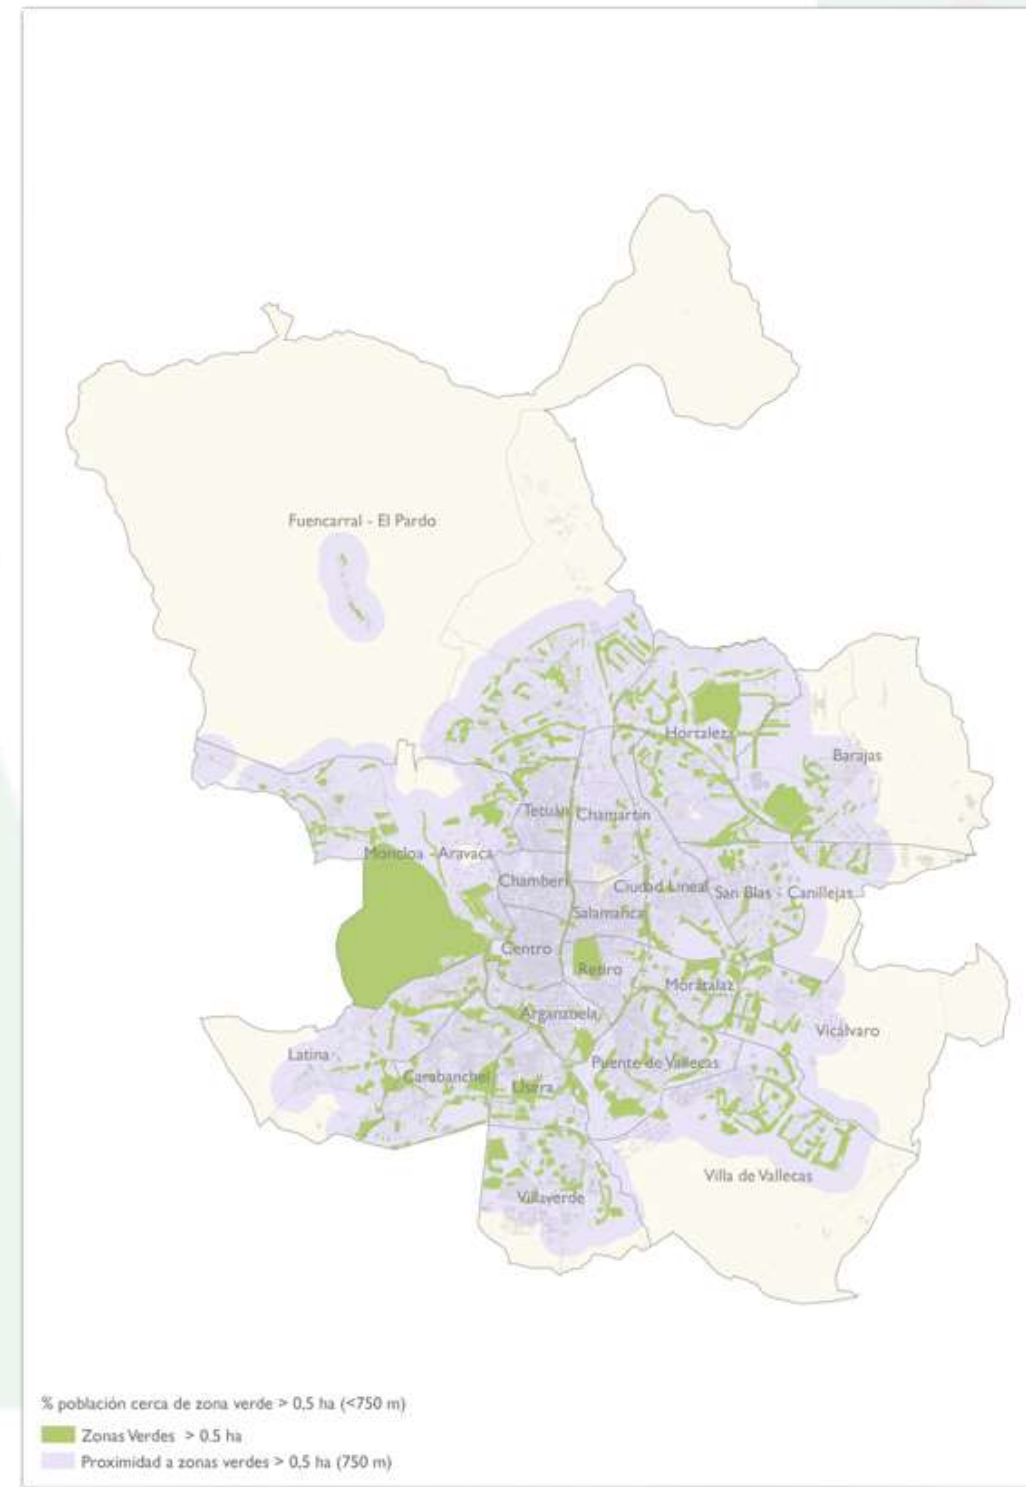 Fuencarral - El Pardo
Hortaleza
Barajas
Tetuán
Chamartín
Moncloa - Aravaca
Chamberí
Ciudad Lineal
San Blas - Canillejas
Salamanca
Centro
Retiro
Moratalaz
Arganzuela
Vicálvaro
Latina
Puente de Vallecas
Carabanchel
Usera
Villa de Vallecas
Villaverde
% población cerca de zona verde > 0,5 ha (<750 m)
Zonas Verdes > 0.5 ha
Proximidad a zonas verdes > 0,5 ha (750 m)